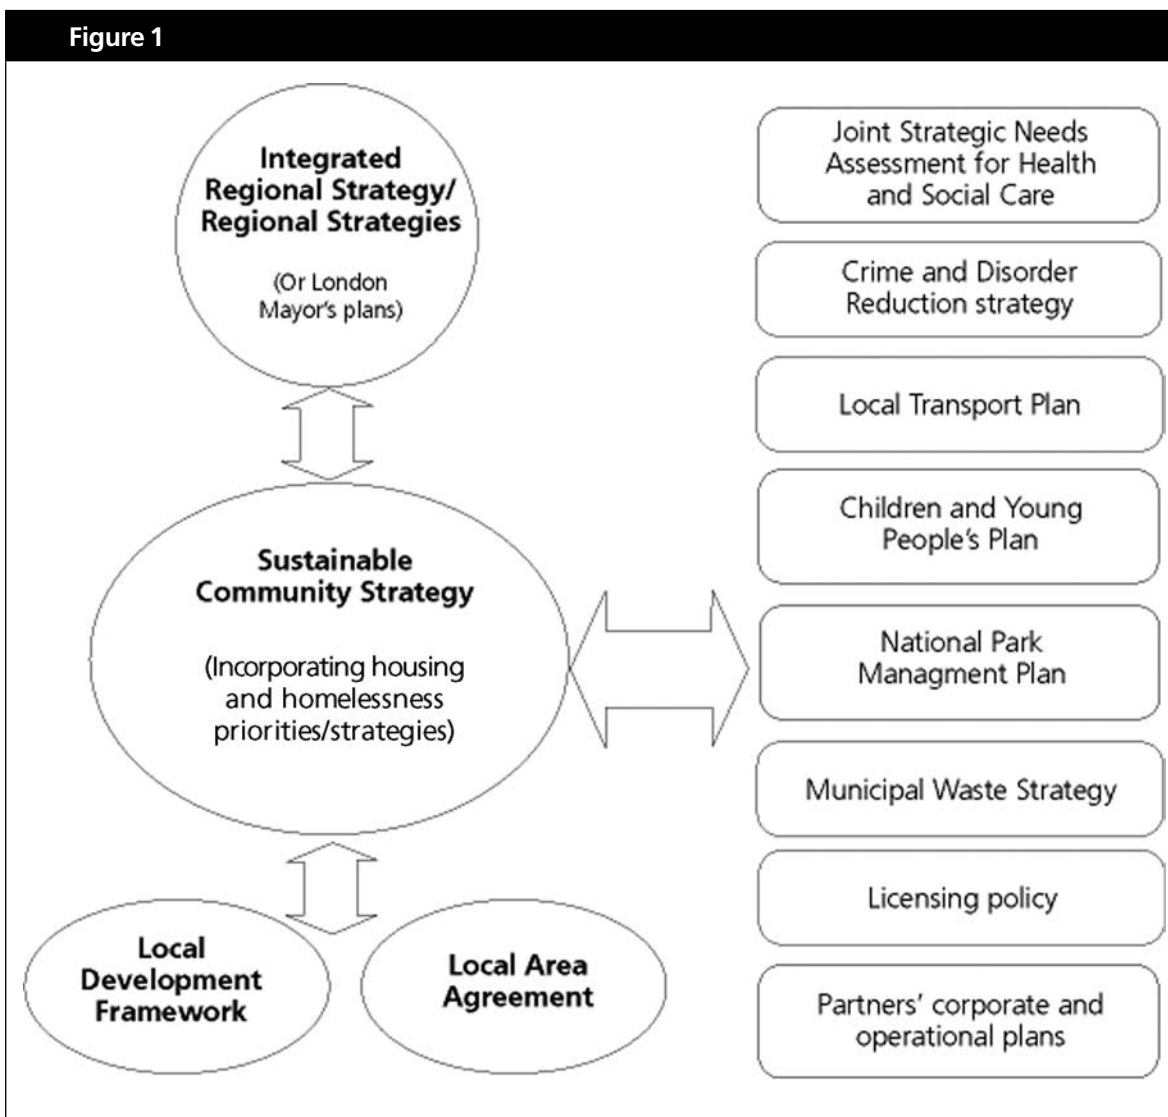 Figure 1
Integrated
Regional Strategy/
Regional Strategies
(Or London
Mayor's plans)
Sustainable
Community Strategy
(Incorporating housing
and homelessness
priorities/strategies)
Local
Development
Framework
Local Area
Agreement
Joint Strategic Needs
Assessment for Health
and Social Care
Crime and Disorder
Reduction strategy
Local Transport Plan
Children and Young
People's Plan
National Park
Managment Plan
Municipal Waste Strategy
Licensing policy
Partners' corporate and
operational plans